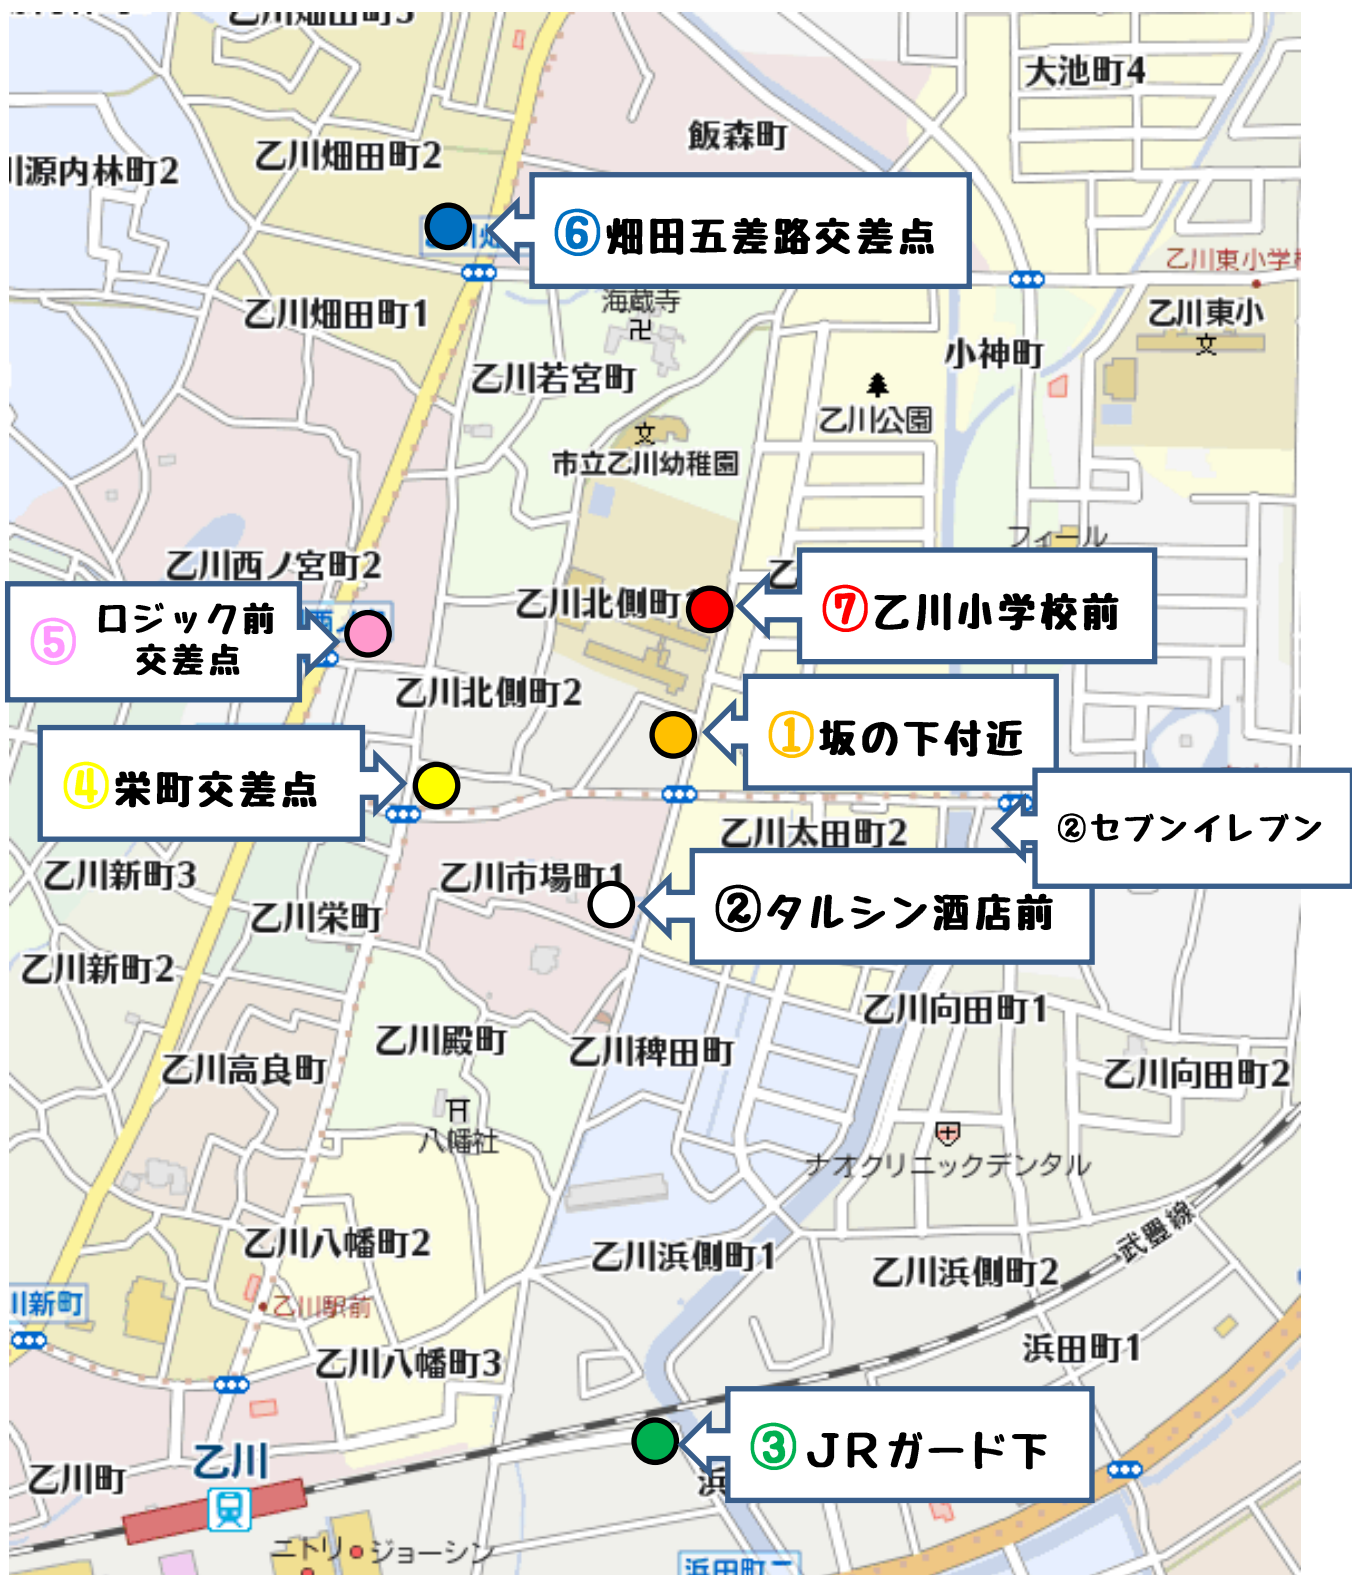 大池町4
飯森町
乙川畑田町2
源内林町2
⑥畑田五差路交差点
乙川東小学校
海蔵寺
乙川畑田町1
乙川東小
文
小神町
乙川若宮町
乙川公園
文
市立乙川幼稚園
フィール
乙川西ノ宮町2
乙
乙川北側町
⑦乙川小学校前
⑤
ロジック前
交差点
乙川北側町2
①坂の下付近
④栄町交差点
②セブンイレブン
乙川太田町2
乙川新町3
乙川市場町1
乙川栄町
②タルシン酒店前
乙川新町2
乙川向田町1
乙川殿町
乙川稗田町
乙川高良町
乙川向田町2
八幡社
ナオクリニックデンタル
武豊線
乙川八幡町2
乙川浜側町1
乙川浜側町2
川新町
乙川駅前
浜田町1
乙川八幡町3
③JRガード下
乙川
乙川町
浜
ニトリ
ジョーシン
浜田町二